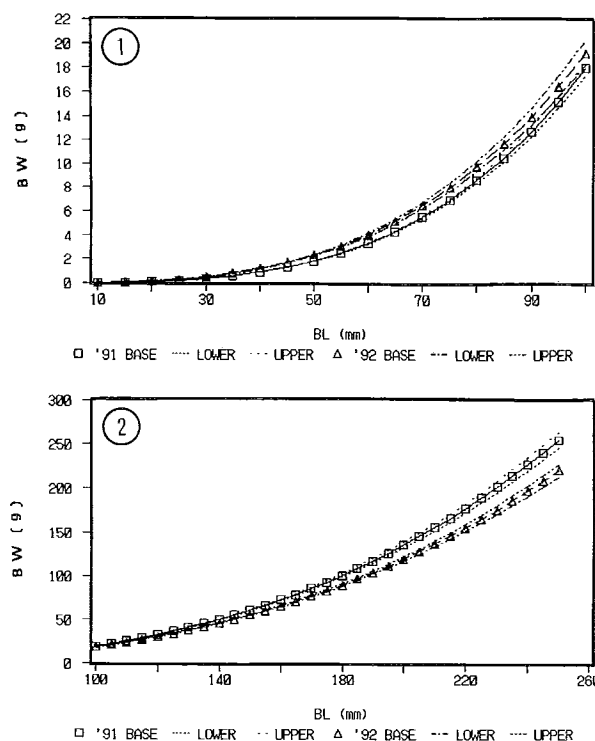 1
22
20
18
16
14
12
10
8
6
4
2
0
BW (g)
10 30 50 70 90
BL (mm)
'91 BASE LOWER UPPER '92 BASE LOWER UPPER
2
300
250
200
150
100
50
0
BW (g)
100 140 180 220 260
BL (mm)
'91 BASE LOWER UPPER '92 BASE LOWER UPPER